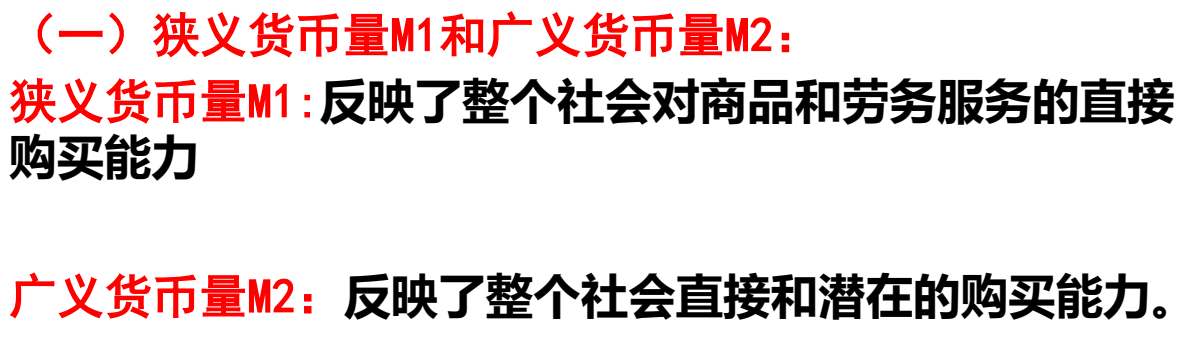 （一）狭义货币量M1和广义货币量M2：
狭义货币量M1:反映了整个社会对商品和劳务服务的直接
购买能力
广义货币量M2：反映了整个社会直接和潜在的购买能力。